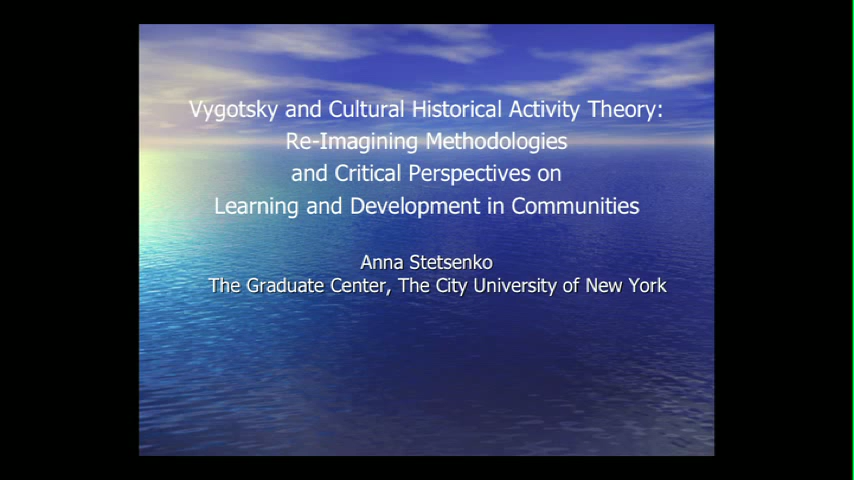 Vygotsky and Cultural Historical Activity Theory:
Re-Imagining Methodologies
and Critical Perspectives on
Learning and Development in Communities
Anna Stetsenko
The Graduate Center, The City University of New York